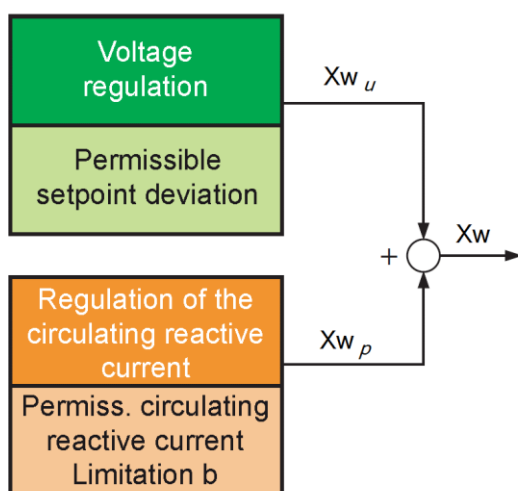 Voltage
regulation
Xw u
Permissible
setpoint deviation
+
Xw
Regulation of the
circulating reactive
current
Xw p
Permiss. circulating
reactive current
Limitation b